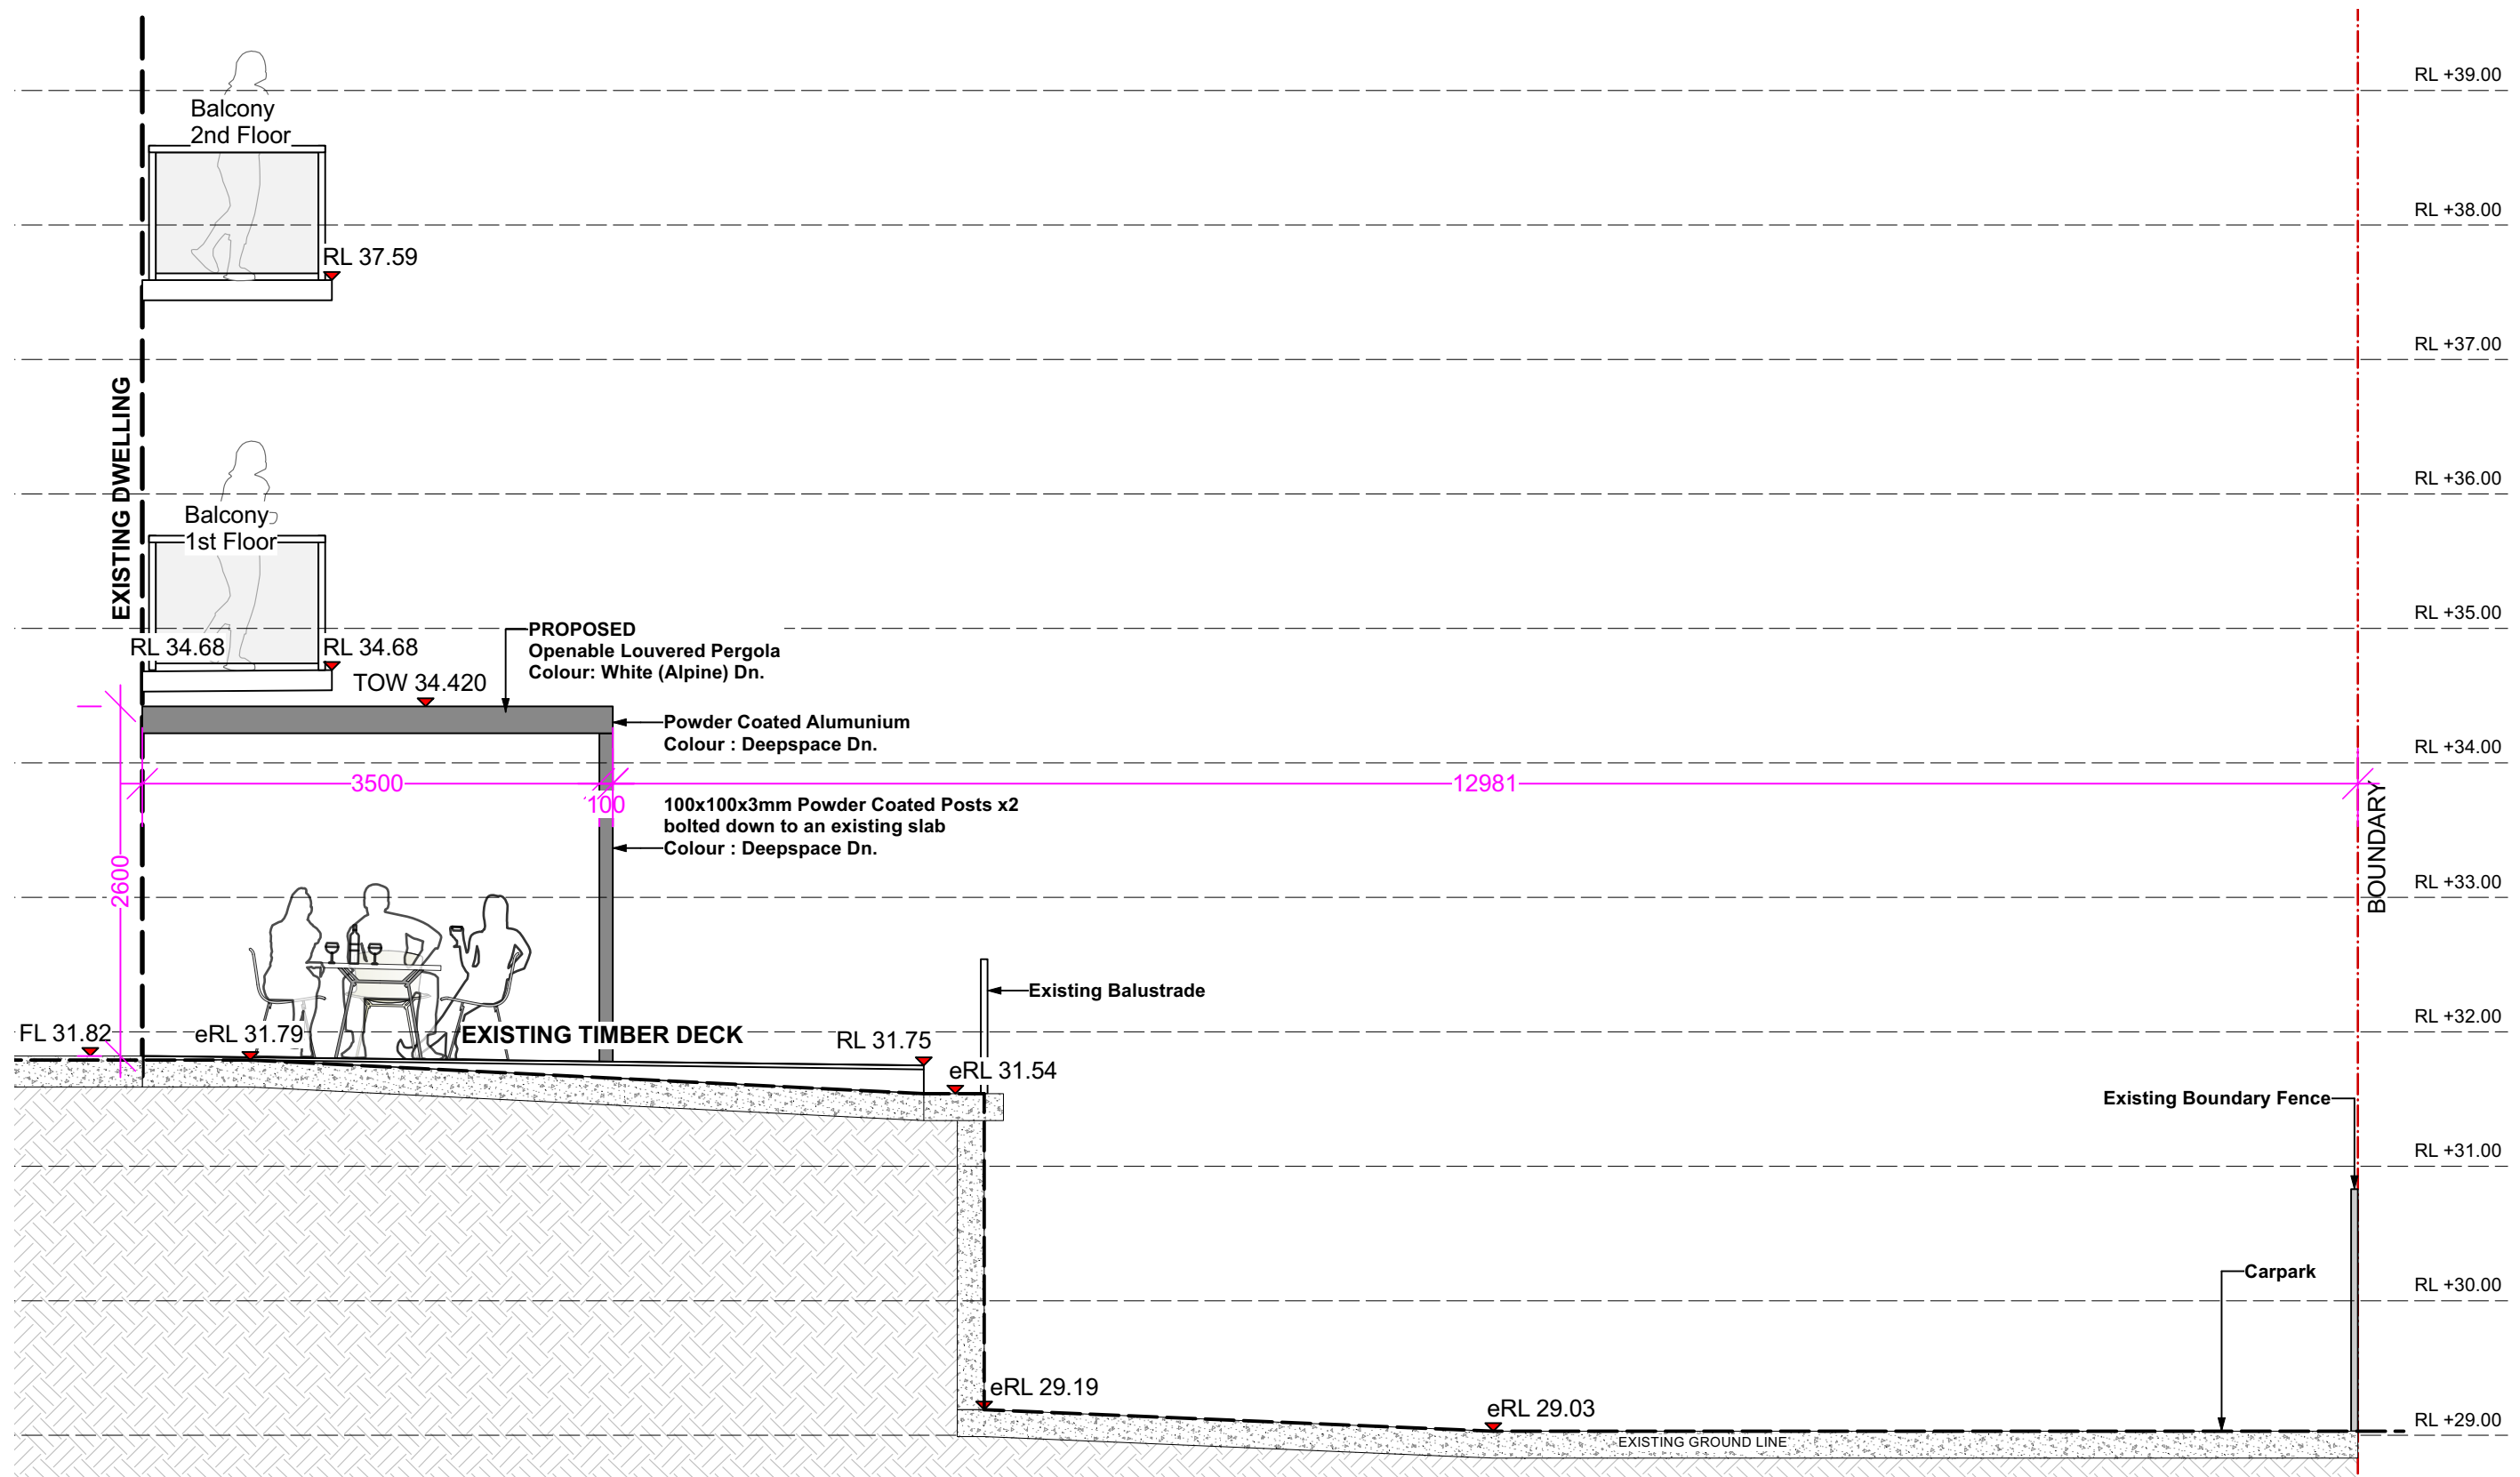 RL +39.00
Balcony
2nd Floor
RL +38.00
RL 37.59
RL +37.00
EXISTING DWELLING
RL +36.00
Balcony
1st Floor
RL +35.00
RL 34.68
RL 34.68
TOW 34.420
PROPOSED
Openable Louvered Pergola
Colour: White (Alpine) Dn.
Powder Coated Alumunium
Colour : Deepspace Dn.
RL +34.00
3500
100
12981
100x100x3mm Powder Coated Posts x2
bolted down to an existing slab
Colour : Deepspace Dn.
BOUNDARY
2600
RL +33.00
Existing Balustrade
RL +32.00
FL 31.82
eRL 31.79
EXISTING TIMBER DECK
RL 31.75
eRL 31.54
Existing Boundary Fence
RL +31.00
Carpark
RL +30.00
eRL 29.19
eRL 29.03
RL +29.00
EXISTING GROUND LINE